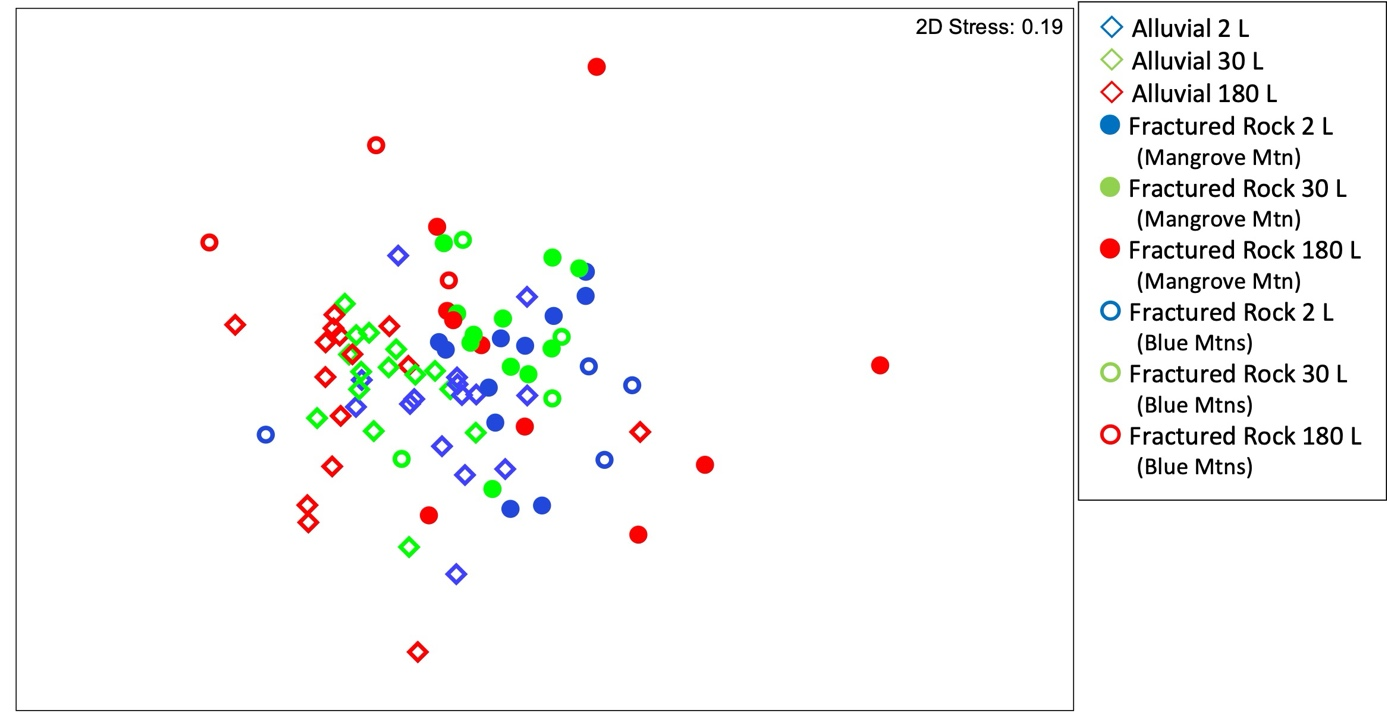 2D Stress: 0.19
Alluvial 2 L
Alluvial 30 L
Alluvial 180 L
Fractured Rock 2 L
(Mangrove Mtn)
Fractured Rock 30 L
(Mangrove Mtn)
Fractured Rock 180 L
(Mangrove Mtn)
Fractured Rock 2 L
(Blue Mtns)
Fractured Rock 30 L
(Blue Mtns)
Fractured Rock 180 L
(Blue Mtns)